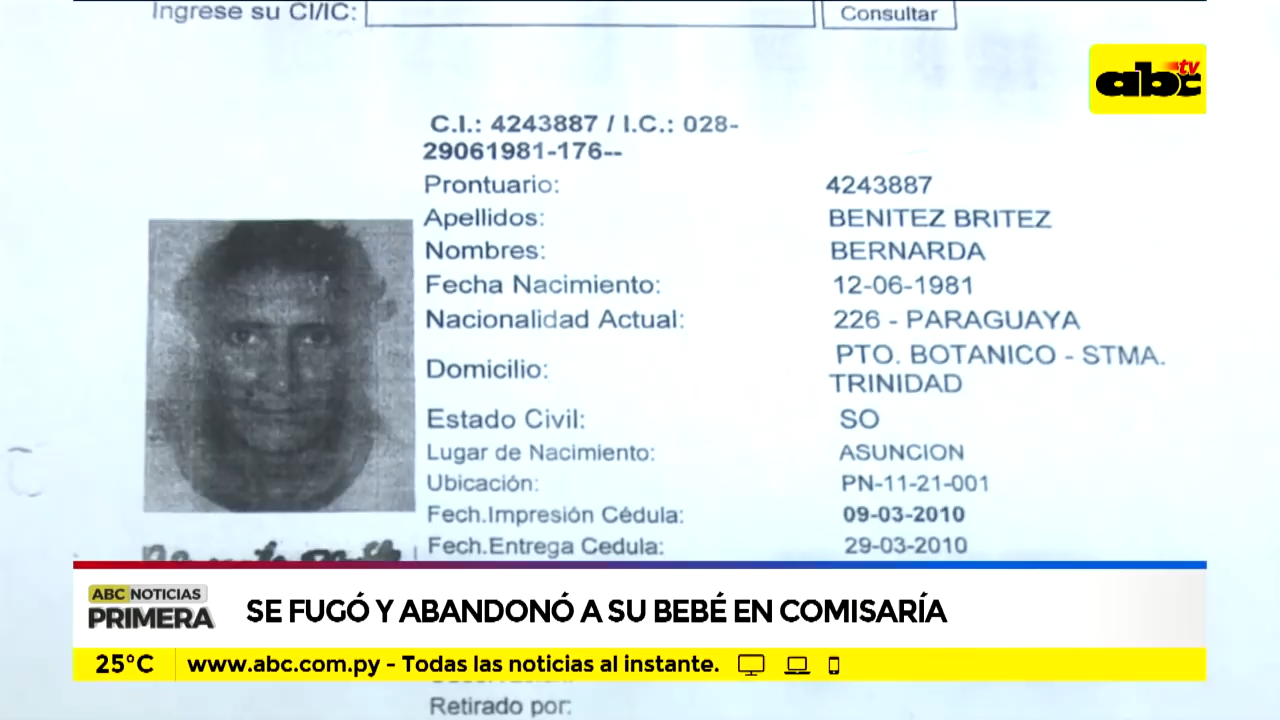 Ingrese su CI/IC:
Consultar
abc tv
C.I.: 4243887 / I.C.: 028-
29061981-176--
Prontuario: 4243887
Apellidos: BENITEZ BRITEZ
Nombres: BERNARDA
Fecha Nacimiento: 12-06-1981
Nacionalidad Actual: 226 - PARAGUAYA
Domicilio: PTO. BOTANICO - STMA.
TRINIDAD
Estado Civil: SO
Lugar de Nacimiento: ASUNCION
Ubicación: PN-11-21-001
Fech.Impresión Cédula: 09-03-2010
Fech.Entrega Cedula: 29-03-2010
ABC NOTICIAS
PRIMERA
SE FUGÓ Y ABANDONÓ A SU BEBÉ EN COMISARÍA
25°C
www.abc.com.py - Todas las noticias al instante.
Retirado por: